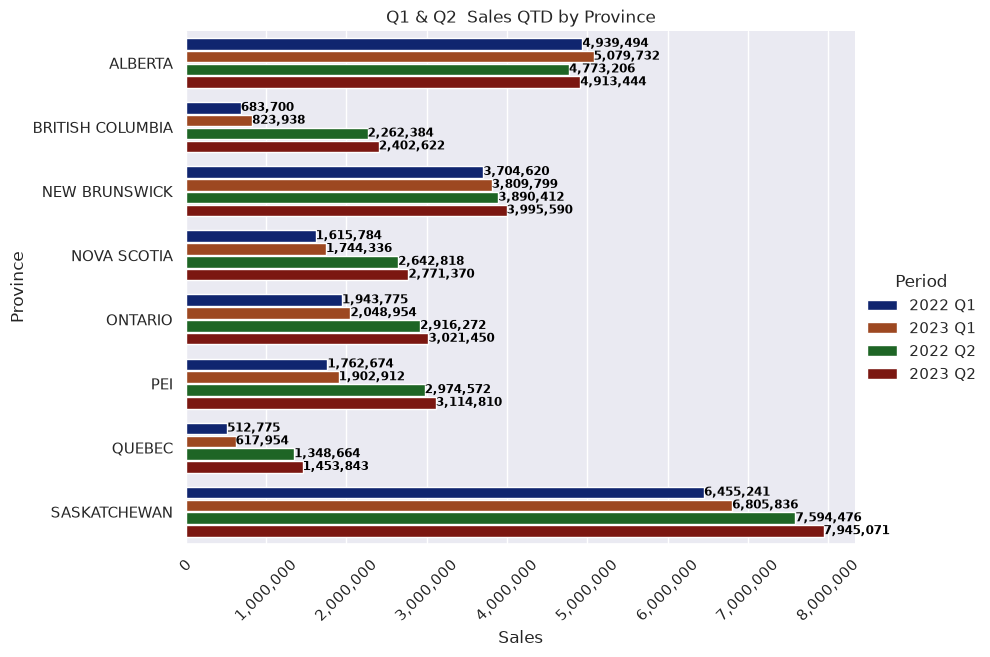 Q1 & Q2  Sales QTD by Province
Province
ALBERTA
4,939,494
5,079,732
4,773,206
4,913,444
BRITISH COLUMBIA
683,700
823,938
2,262,384
2,402,622
NEW BRUNSWICK
3,704,620
3,809,799
3,890,412
3,995,590
NOVA SCOTIA
1,615,784
1,744,336
2,642,818
2,771,370
ONTARIO
1,943,775
2,048,954
2,916,272
3,021,450
PEI
1,762,674
1,902,912
2,974,572
3,114,810
QUEBEC
512,775
617,954
1,348,664
1,453,843
SASKATCHEWAN
6,455,241
6,805,836
7,594,476
7,945,071
0
1,000,000
2,000,000
3,000,000
4,000,000
5,000,000
6,000,000
7,000,000
8,000,000
Sales
Period
2022 Q1
2023 Q1
2022 Q2
2023 Q2